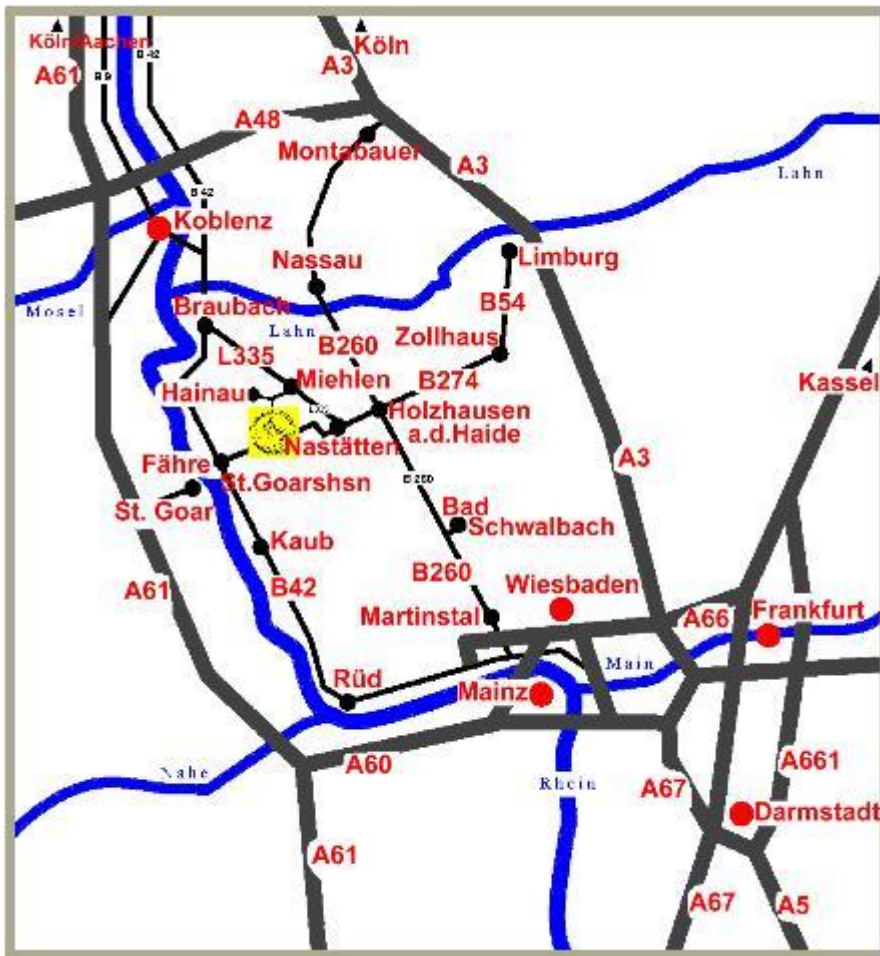 Köln/Aachen
Köln
A61
B9
B42
A3
A48
Montabauer
A3
Lahn
B42
Koblenz
Nassau
Limburg
Mosel
Braubach
Lahn
B54
B260
Zollhaus
L335
Miehlen
B274
Kassel
Hainau
Holzhausen
a.d.Haide
Nastätten
A3
Fähre
St.Goarshsn
B260
St. Goar
Bad
Schwalbach
Kaub
A61
B42
B260
Wiesbaden
Martinstal
A66
Frankfurt
Rüd
Main
Mainz
Nahe
A60
Rhein
A67
A661
Darmstadt
A61
A67
A5